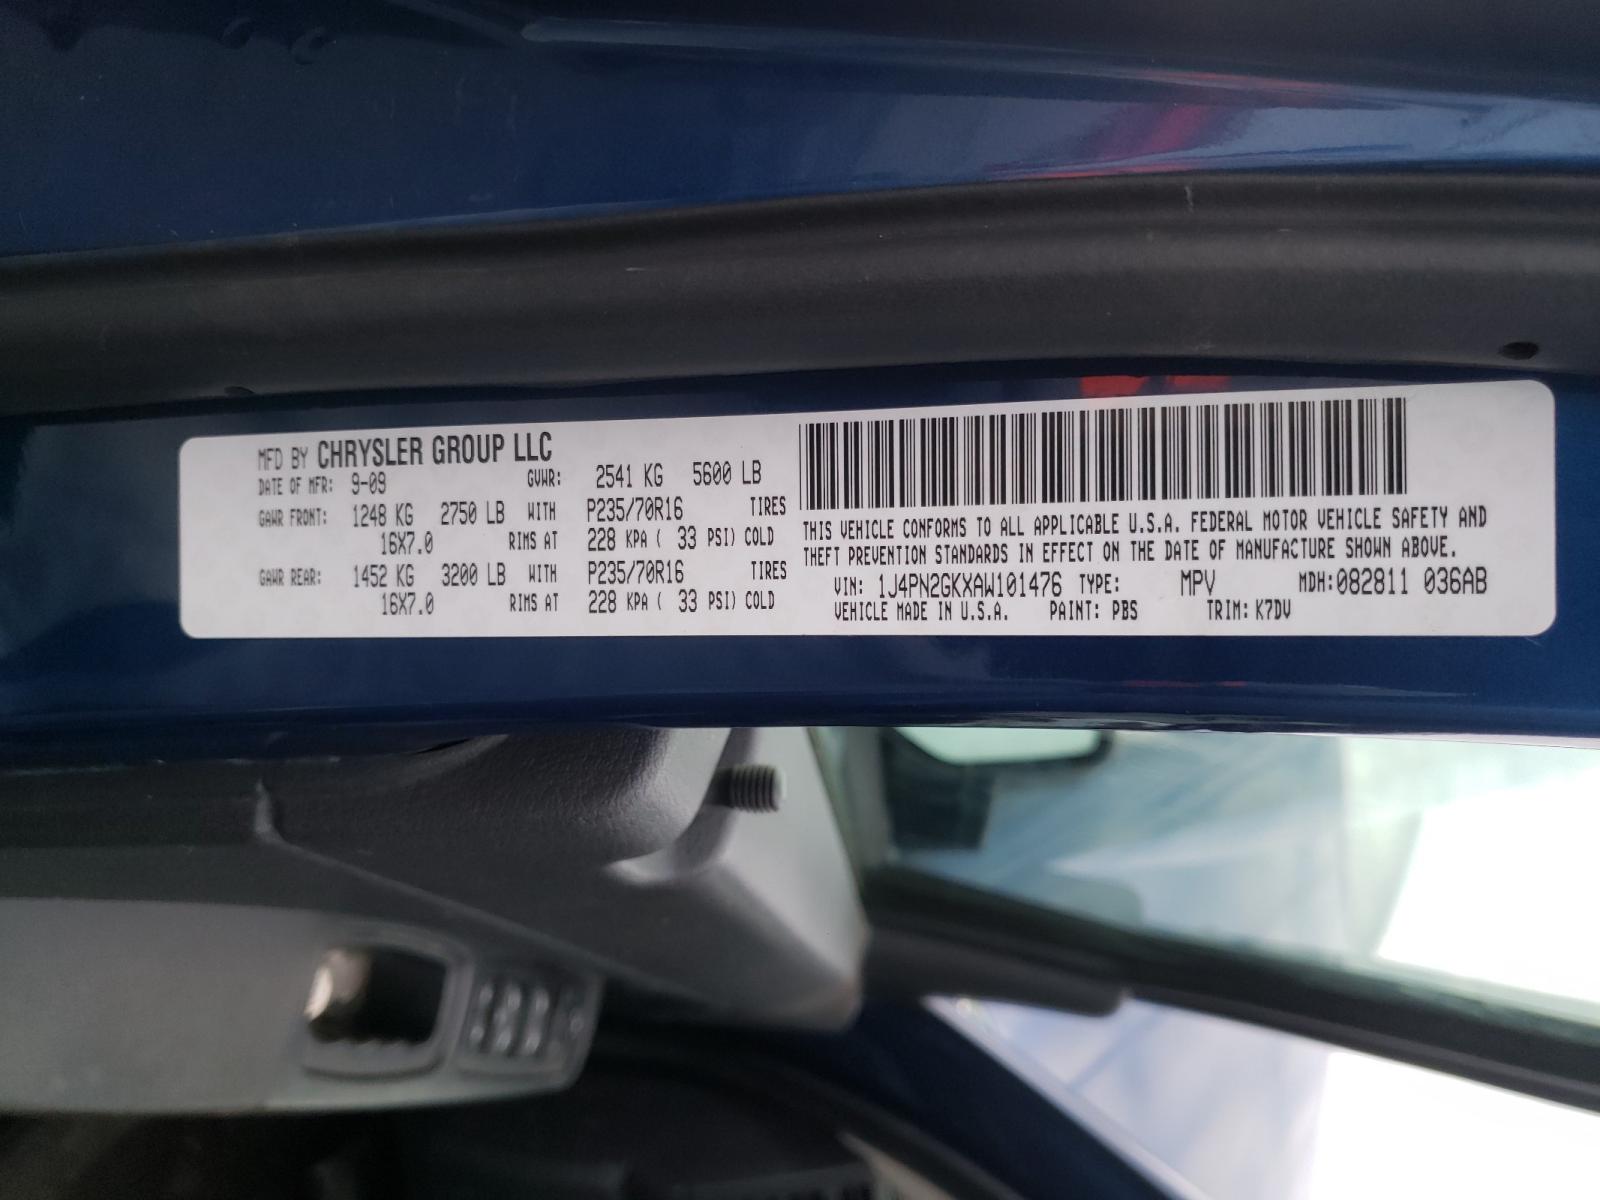 MFD BY CHRYSLER GROUP LLC
DATE OF MFR: 9-09 GVWR: 2541 KG 5600 LB
GAWR FRONT: 1248 KG 2750 LB WITH P235/70R16 TIRES
16X7.0 RIMS AT 228 KPA ( 33 PSI) COLD
GAWR REAR: 1452 KG 3200 LB WITH P235/70R16 TIRES
16X7.0 RIMS AT 228 KPA ( 33 PSI) COLD
THIS VEHICLE CONFORMS TO ALL APPLICABLE U.S.A. FEDERAL MOTOR VEHICLE SAFETY AND
THEFT PREVENTION STANDARDS IN EFFECT ON THE DATE OF MANUFACTURE SHOWN ABOVE.
VIN: 1J4PN2GKXAW101476 TYPE: MPV MDH:082811 036AB
VEHICLE MADE IN U.S.A. PAINT: PBS TRIM: K7DV